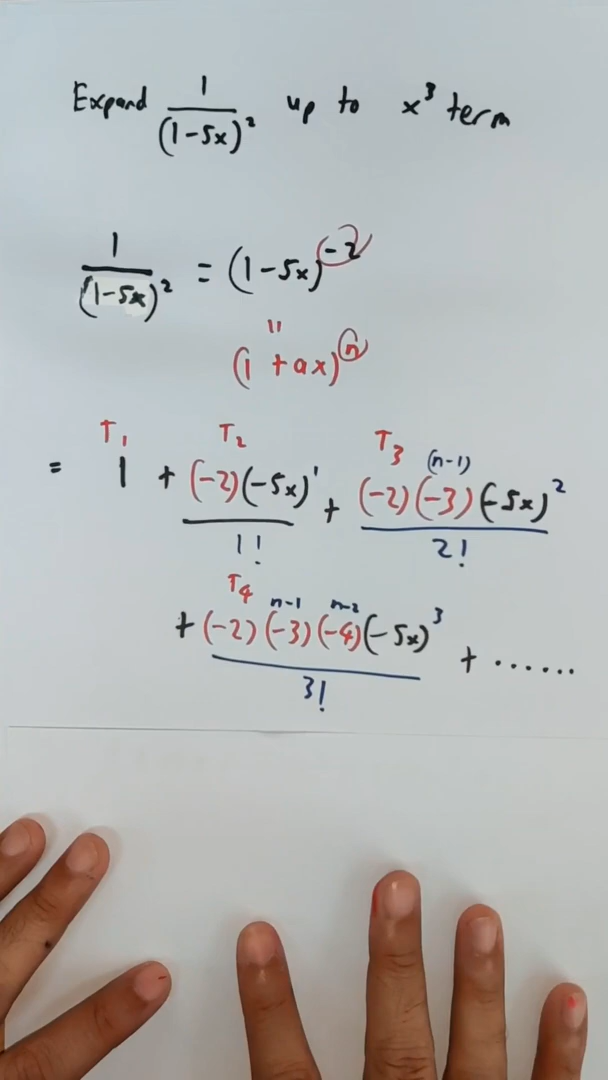 Expand 1/(1-5x)² up to x³ term
1/(1-5x)² = (1-5x)⁻²
"
(1 + ax)ⁿ
T₁ T₂ T₃ (n-1)
= 1 + (-2)(-5x)¹/1! + (-2)(-3)(-5x)²/2!
T₄ n-1 n-2
+ (-2)(-3)(-4)(-5x)³/3! + ......